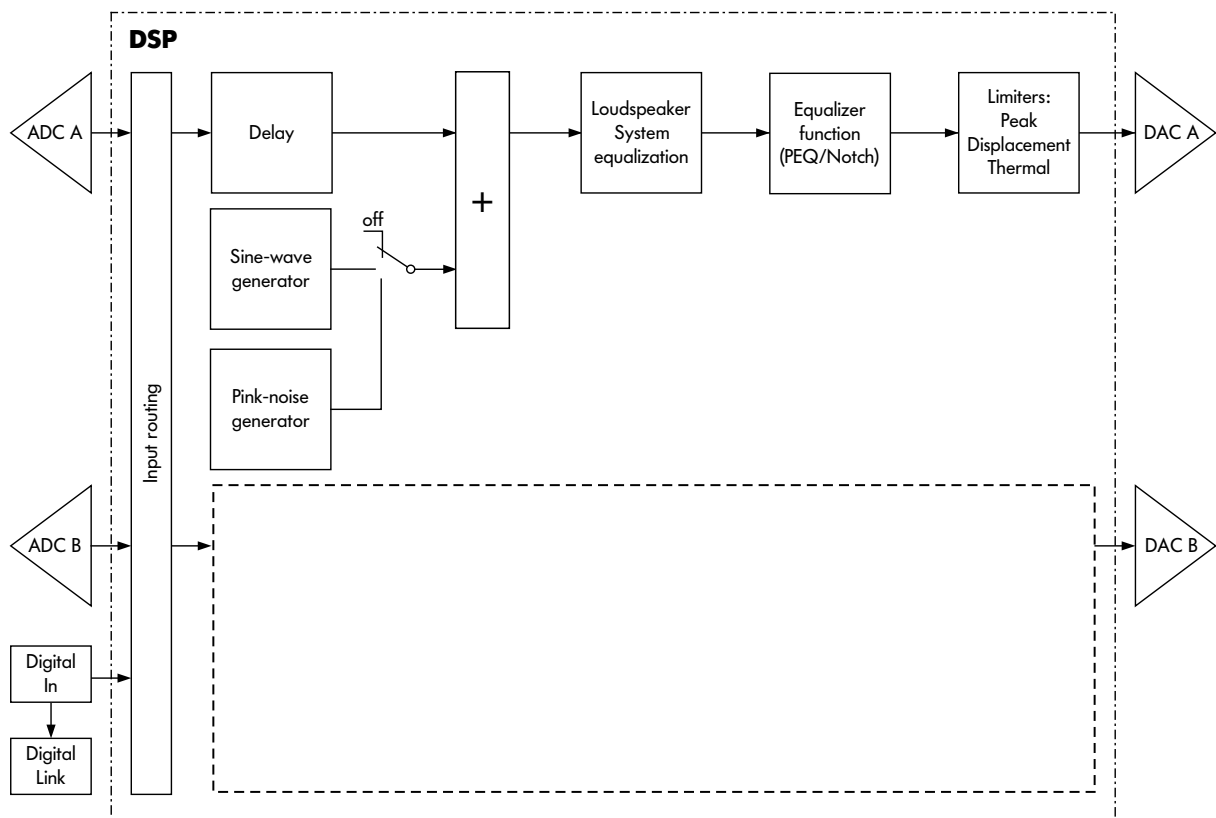 DSP
ADC A
Delay
+
Loudspeaker
System
equalization
Equalizer
function
(PEQ/Notch)
Limiters:
Peak
Displacement
Thermal
DAC A
off
Sine-wave
generator
Pink-noise
generator
Input routing
ADC B
DAC B
Digital
In
Digital
Link